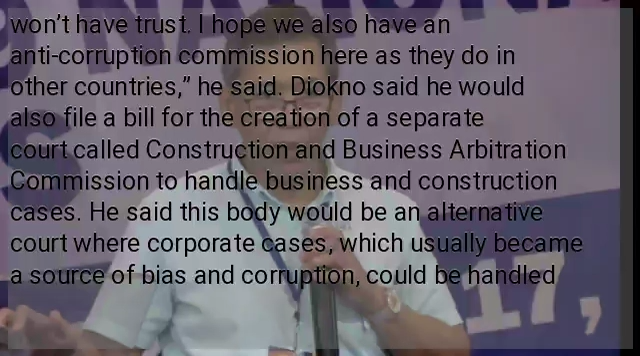 won't have trust. I hope we also have an
anti-corruption commission here as they do in
other countries,” he said. Diokno said he would
also file a bill for the creation of a separate
court called Construction and Business Arbitration
Commission to handle business and construction
cases. He said this body would be an alternative
court where corporate cases, which usually became
a source of bias and corruption, could be handled
17,